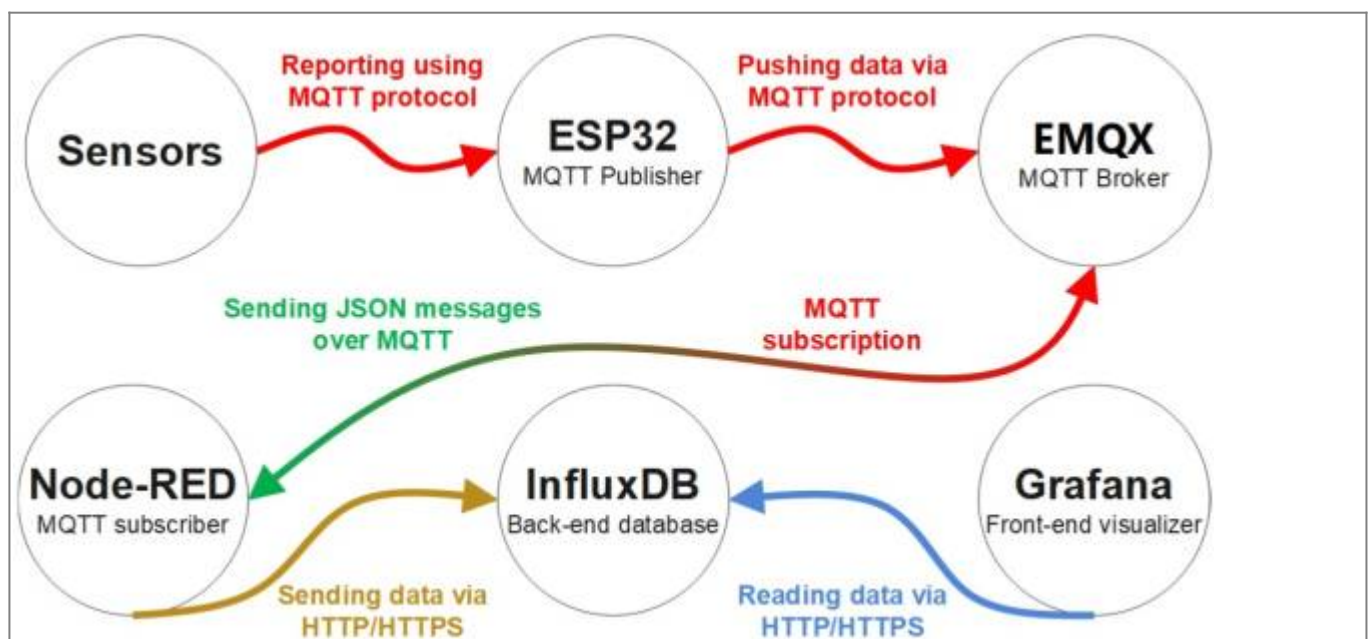 Reporting using
MQTT protocol
Pushing data via
MQTT protocol
Sensors
ESP32
MQTT Publisher
EMQX
MQTT Broker
Sending JSON messages
over MQTT
MQTT
subscription
Node-RED
MQTT subscriber
InfluxDB
Back-end database
Grafana
Front-end visualizer
Sending data via
HTTP/HTTPS
Reading data via
HTTP/HTTPS